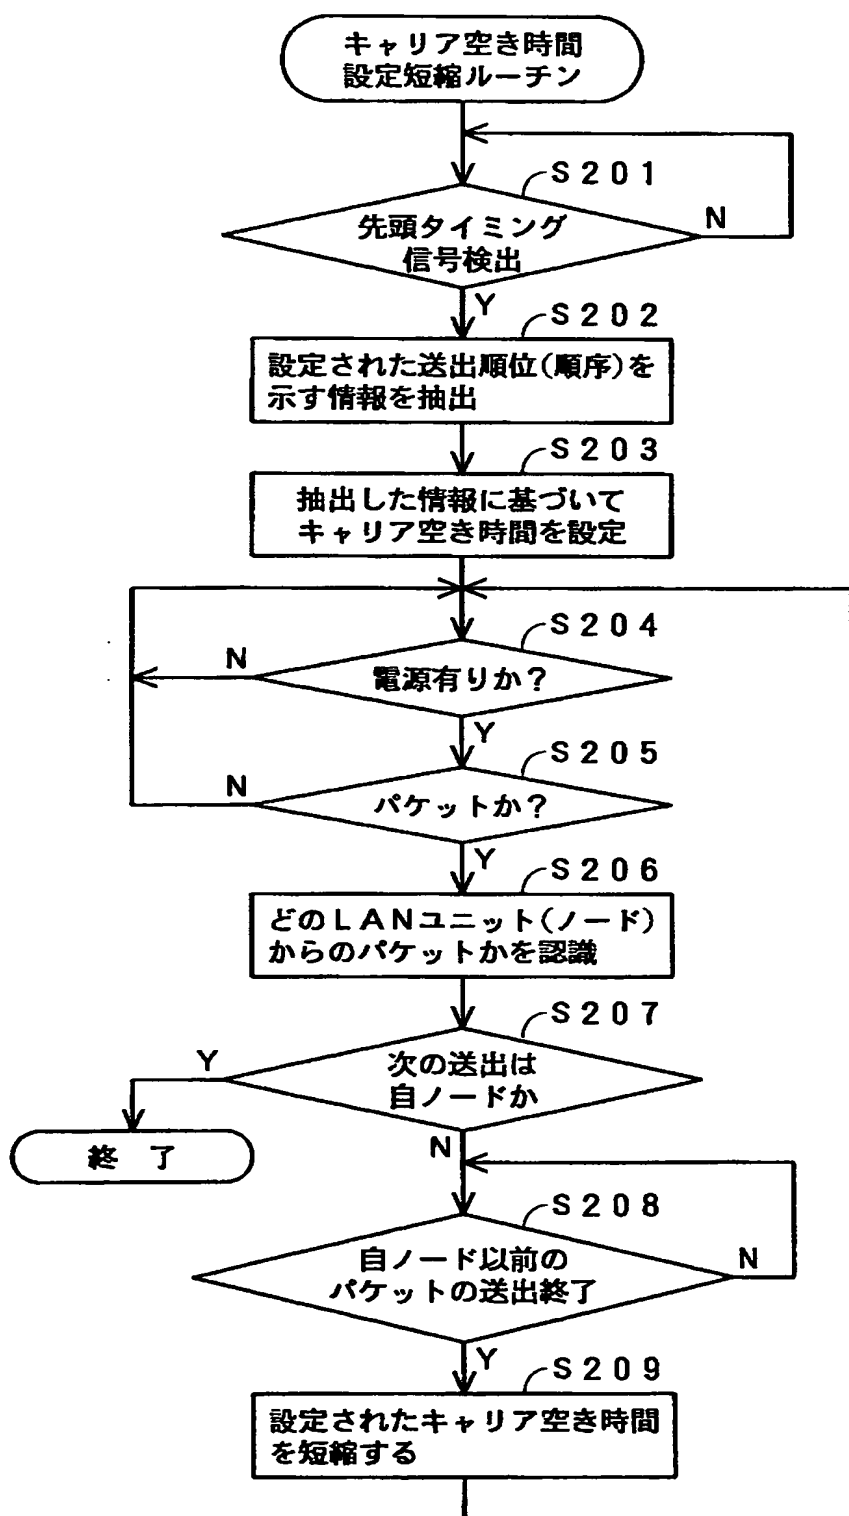 キャリア空き時間
設定短縮ルーチン
S201
先頭タイミング
信号検出
N
Y
S202
設定された送出順位(順序)を
示す情報を抽出
S203
抽出した情報に基づいて
キャリア空き時間を設定
S204
N
電源有りか?
Y
S205
N
パケットか?
Y
S206
どのLANユニット(ノード)
からのパケットかを認識
S207
Y
次の送出は
自ノードか
終 了
N
S208
自ノード以前の
パケットの送出終了
N
Y
S209
設定されたキャリア空き時間
を短縮する